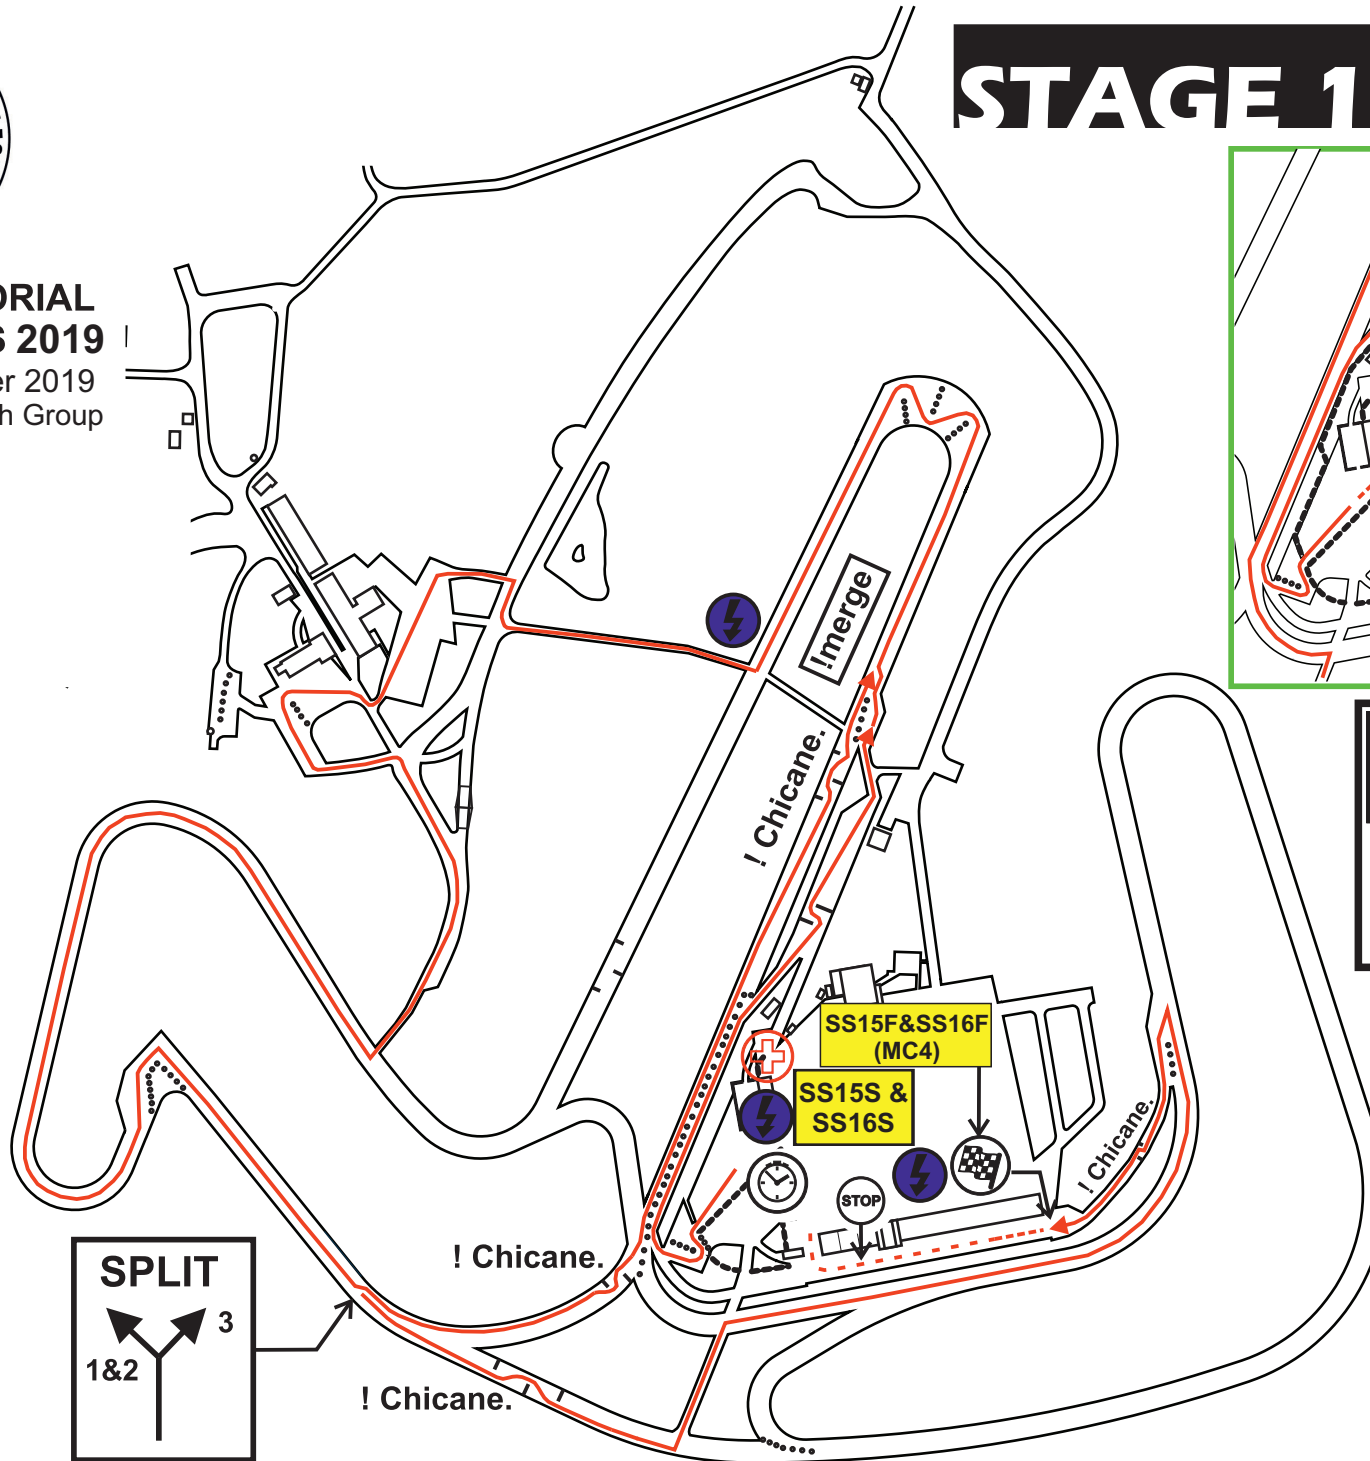 STAGE 1
ORIAL
S 2019
er 2019
h Group
!merge
! Chicane.
SS15F&SS16F
(MC4)
SS15S &
SS16S
! Chicane.
STOP
! Chicane.
SPLIT
3
1&2
! Chicane.